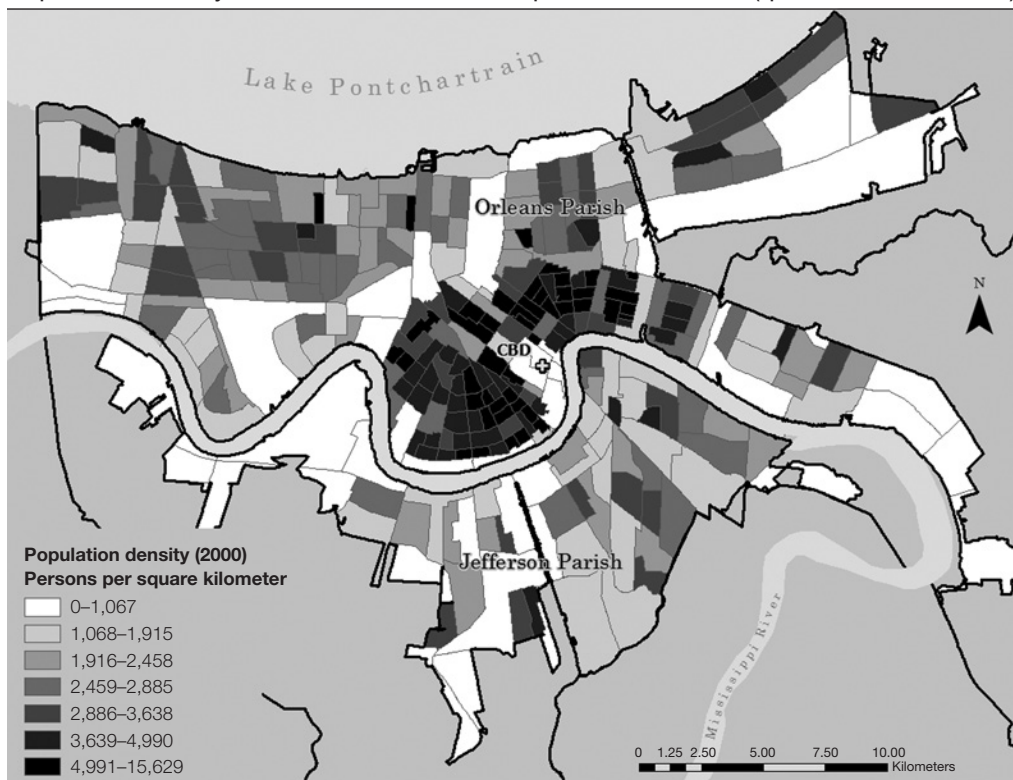 Lake Pontchartrain
Orleans Parish
N
CBD
Jefferson Parish
Population density (2000)
Persons per square kilometer
0–1,067
1,068–1,915
1,916–2,458
2,459–2,885
2,886–3,638
3,639–4,990
4,991–15,629
Mississippi River
0 1.25 2.50 5.00 7.50 10.00
Kilometers